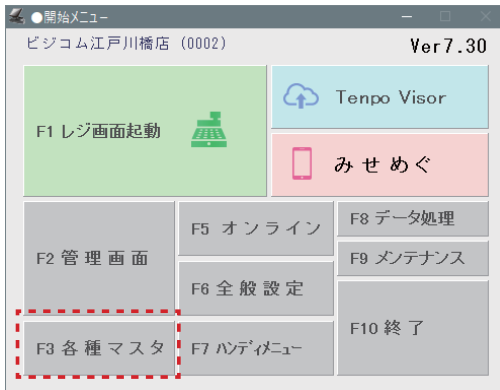 ●開始メニュー
ビジコム江戸川橋店 (0002)
Ver7.30
F1 レジ画面起動
Tenpo Visor
みせめぐ
F2 管理画面
F5 オンライン
F8 データ処理
F9 メンテナンス
F6 全般設定
F10 終了
F3 各種マスタ
F7 ハンディメニュー